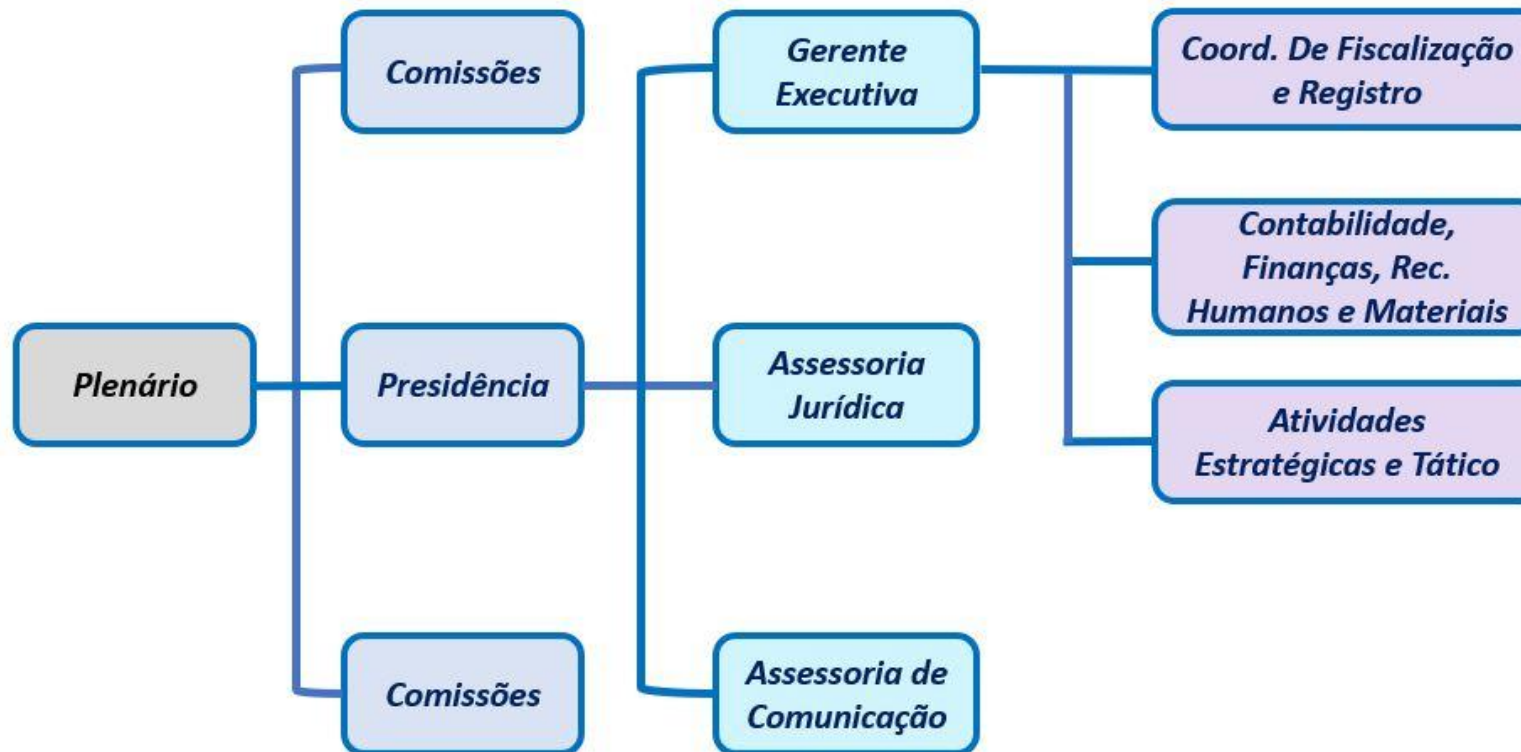 Comissões
Gerente
Executiva
Coord. De Fiscalização
e Registro
Contabilidade,
Finanças, Rec.
Humanos e Materiais
Plenário
Presidência
Assessoria
Jurídica
Atividades
Estratégicas e Tático
Comissões
Assessoria de
Comunicação